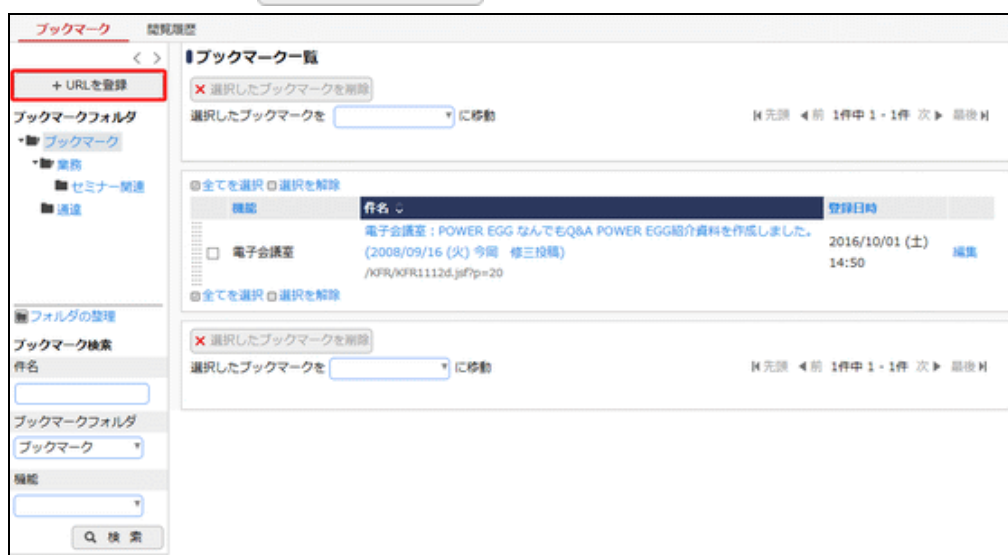 ブックマーク 閲覧履歴
+ URLを登録
ブックマークフォルダ
ブックマーク
業務
セミナー関連
通達
フォルダの整理
ブックマーク検索
件名
ブックマークフォルダ
ブックマーク
機能
検 索
ブックマーク一覧
選択したブックマークを削除
選択したブックマークを に移動 先頭 前 1件中 1 - 1件 次 最後
全てを選択 選択を解除
機能 件名 登録日時
電子会議室 電子会議室:POWER EGG なんでもQ&A POWER EGG紹介資料を作成しました。
(2008/09/16 (火) 今岡 修三投稿)
/KFR/KFR1112d.jsf?p=20
2016/10/01 (土)
14:50
編集
全てを選択 選択を解除
選択したブックマークを削除
選択したブックマークを に移動 先頭 前 1件中 1 - 1件 次 最後